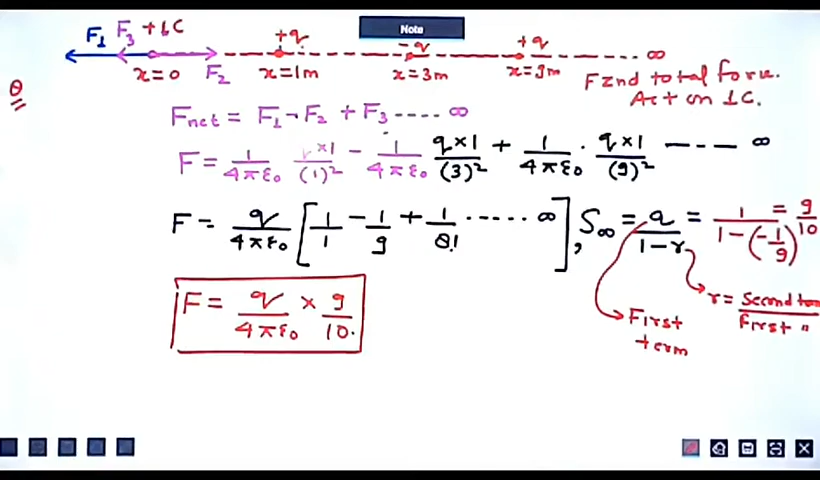 Note
F₁ F₃ +1C +q -q +q
x=0 F₂ x=1m x=3m x=9m ∞
θ
Find total force.
Act on 1C.
Fnet = F₁ - F₂ + F₃ ---- ∞
F = 1/4πε₀ q×1/(1)² - 1/4πε₀ q×1/(3)² + 1/4πε₀ · q×1/(9)² ---- ∞
F = q/4πε₀ [1/1 - 1/9 + 1/81 ...... ∞], S∞ = a/1-r = 1/1-(-1/9) = 9/10
F = q/4πε₀ × 9/10.
First term
r = Second /First "